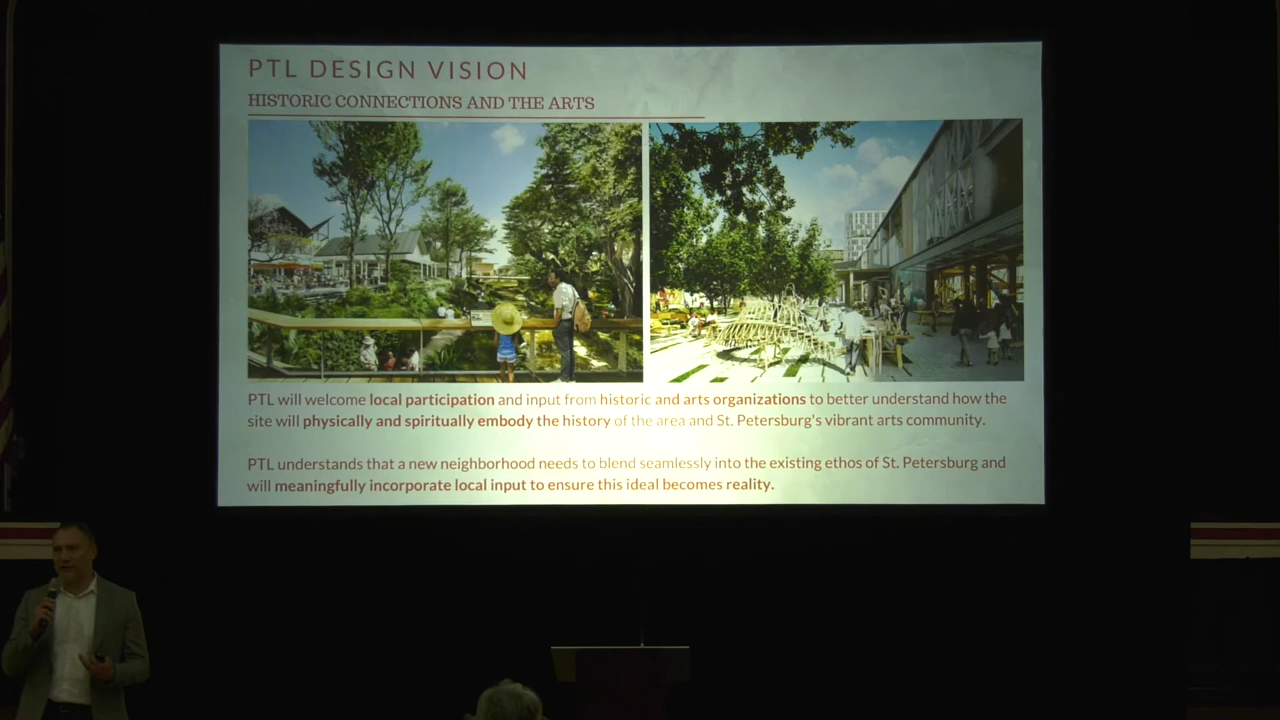 PTL DESIGN VISION
HISTORIC CONNECTIONS AND THE ARTS
PTL will welcome local participation and input from historic and arts organizations to better understand how the
site will physically and spiritually embody the history of the area and St. Petersburg's vibrant arts community.
PTL understands that a new neighborhood needs to blend seamlessly into the existing ethos of St. Petersburg and
will meaningfully incorporate local input to ensure this ideal becomes reality.